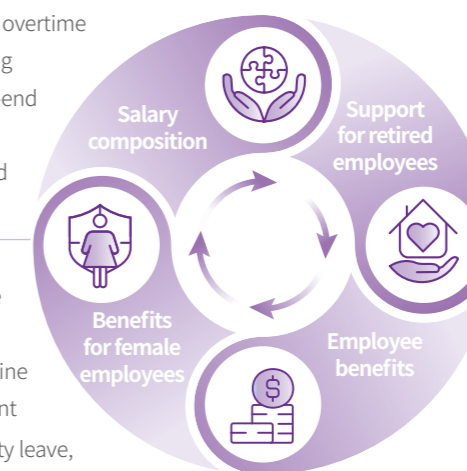 overtime
g
end
d
Salary
composition
Support
for retired
employees
Benefits
for female
employees
Employee
benefits
$
e
ine
nt
ty leave,